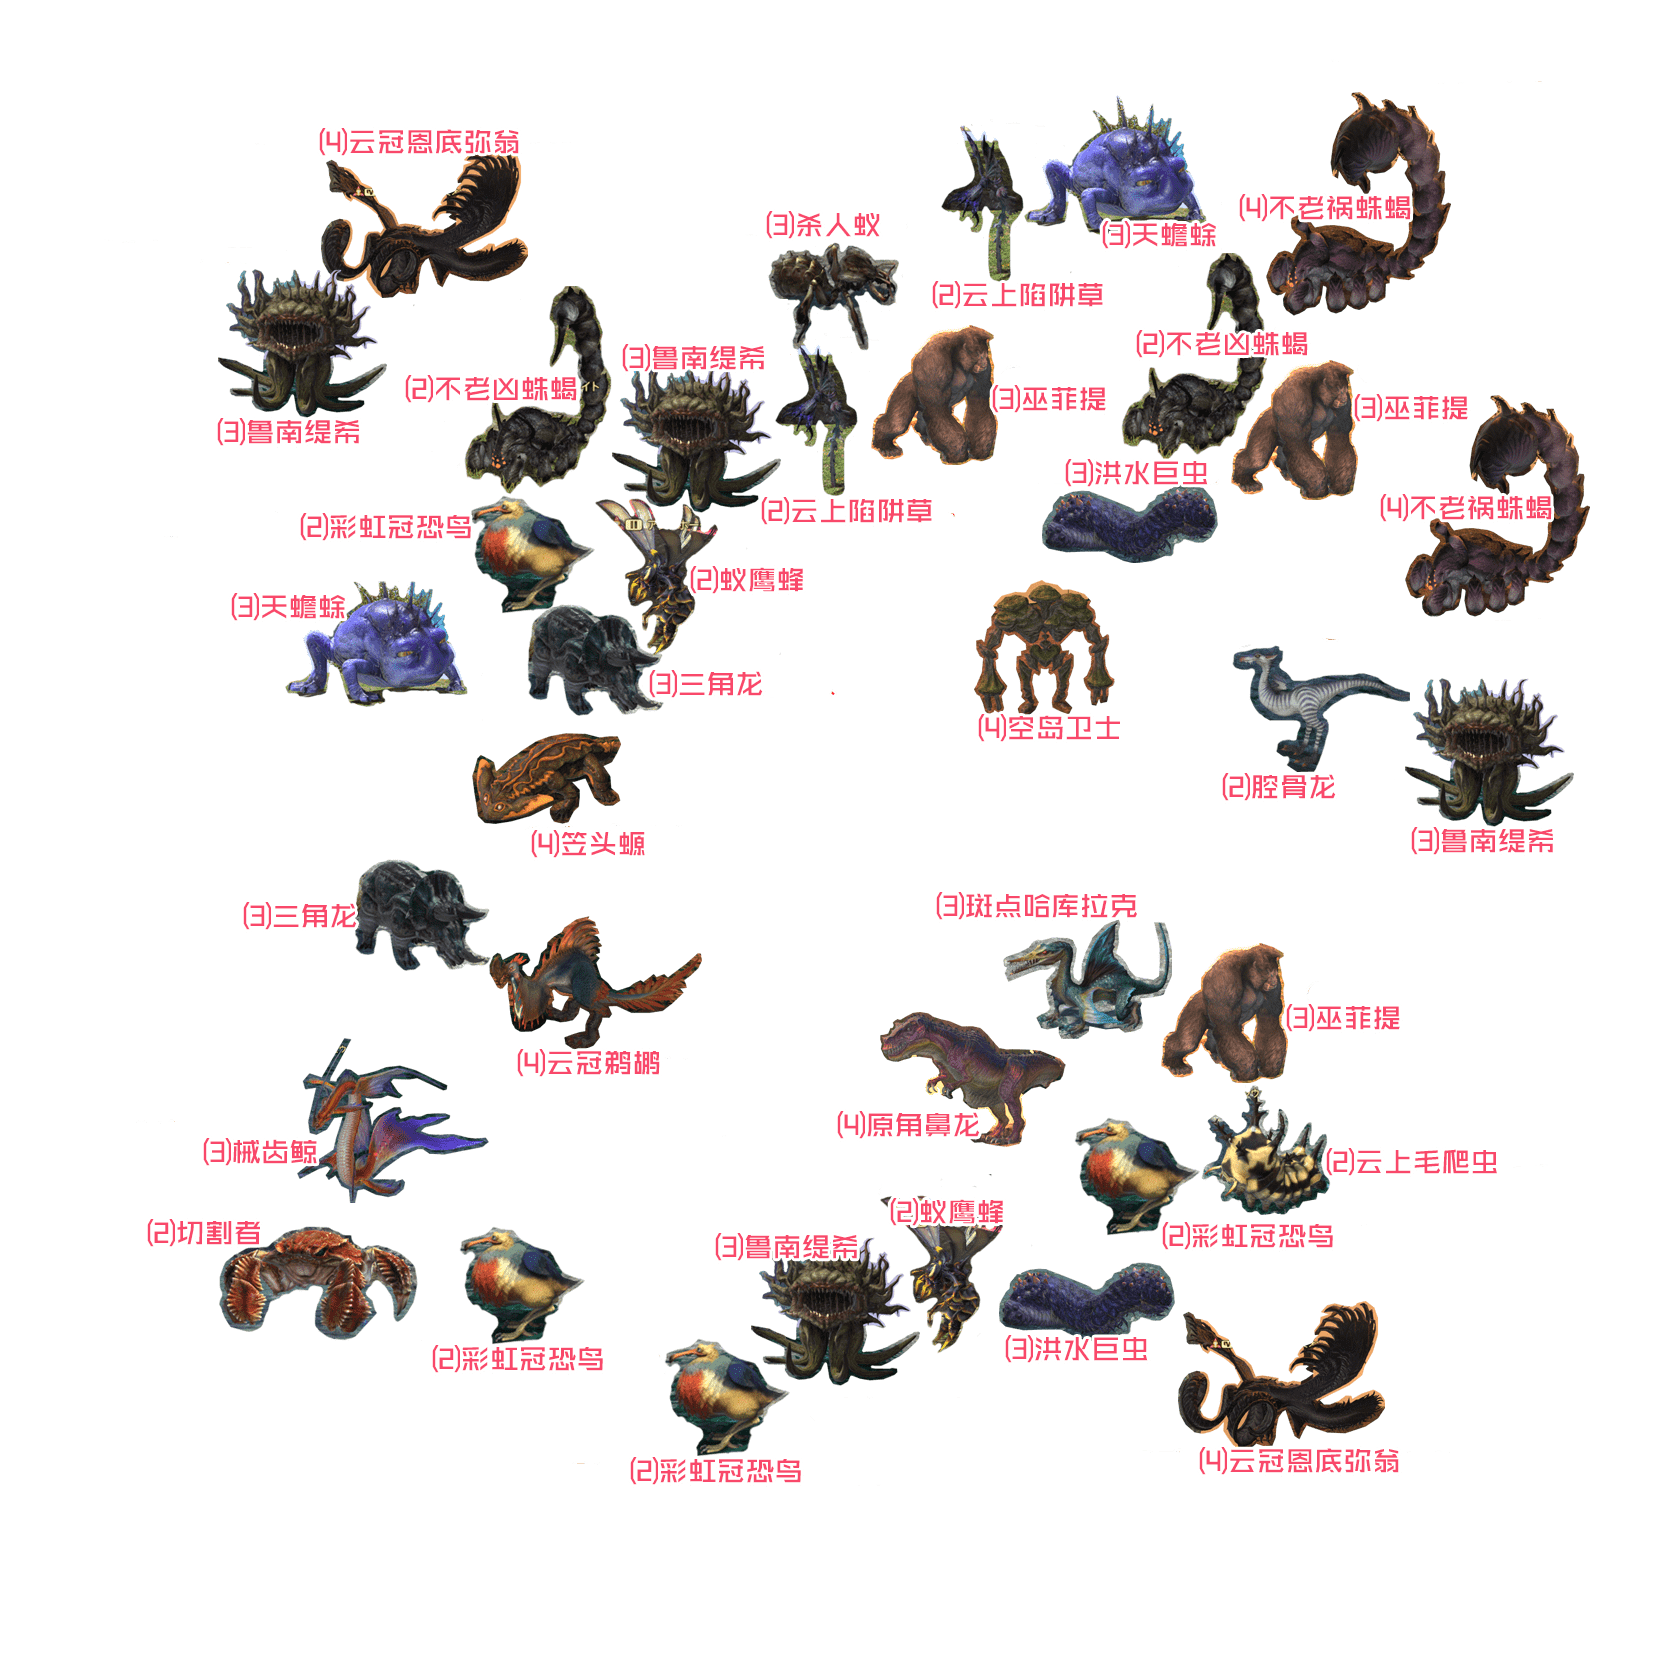 (4)云冠恩底弥翁
(3)杀人蚁
(3)天蟾蜍
(4)不老祸蛛蝎
(2)云上陷阱草
(2)不老凶蛛蝎
(3)鲁南缇希
(2)不老凶蛛蝎
(3)鲁南缇希
(3)巫菲提
(3)巫菲提
(3)洪水巨虫
(2)云上陷阱草
(4)不老祸蛛蝎
(2)彩虹冠恐鸟
(2)蚁鹰蜂
(3)天蟾蜍
(3)三角龙
(4)空岛卫士
(2)腔骨龙
(4)笠头螈
(3)鲁南缇希
(3)三角龙
(3)斑点哈库拉克
(3)巫菲提
(4)云冠鹈鹕
(4)原角鼻龙
(3)械齿鲸
(2)云上毛爬虫
(2)切割者
(2)蚁鹰蜂
(2)彩虹冠恐鸟
(3)鲁南缇希
(3)洪水巨虫
(2)彩虹冠恐鸟
(4)云冠恩底弥翁
(2)彩虹冠恐鸟